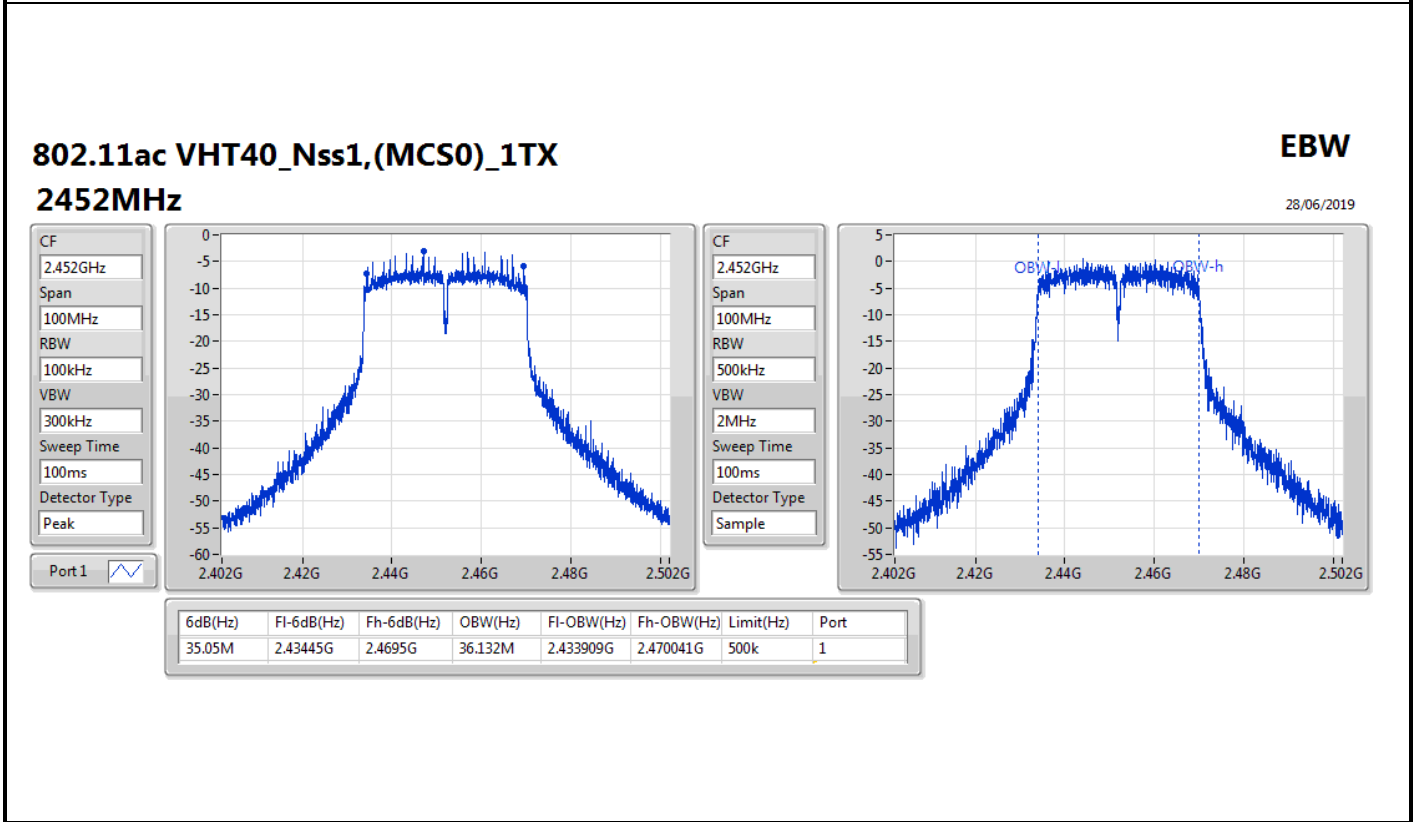 802.11ac VHT40_Nss1,(MCS0)_1TX
EBW
2452MHz
28/06/2019
CF
2.452GHz
Span
100MHz
RBW
100kHz
VBW
300kHz
Sweep Time
100ms
Detector Type
Peak
Port 1
0
-5
-10
-15
-20
-25
-30
-35
-40
-45
-50
-55
-60
2.402G 2.42G 2.44G 2.46G 2.48G 2.502G
CF
2.452GHz
Span
100MHz
RBW
500kHz
VBW
2MHz
Sweep Time
100ms
Detector Type
Sample
5
0
-5
-10
-15
-20
-25
-30
-35
-40
-45
-50
-55
OBW-l OBW-h
2.402G 2.42G 2.44G 2.46G 2.48G 2.502G
6dB(Hz) Fl-6dB(Hz) Fh-6dB(Hz) OBW(Hz) Fl-OBW(Hz) Fh-OBW(Hz) Limit(Hz) Port
35.05M 2.43445G 2.4695G 36.132M 2.433909G 2.470041G 500k 1